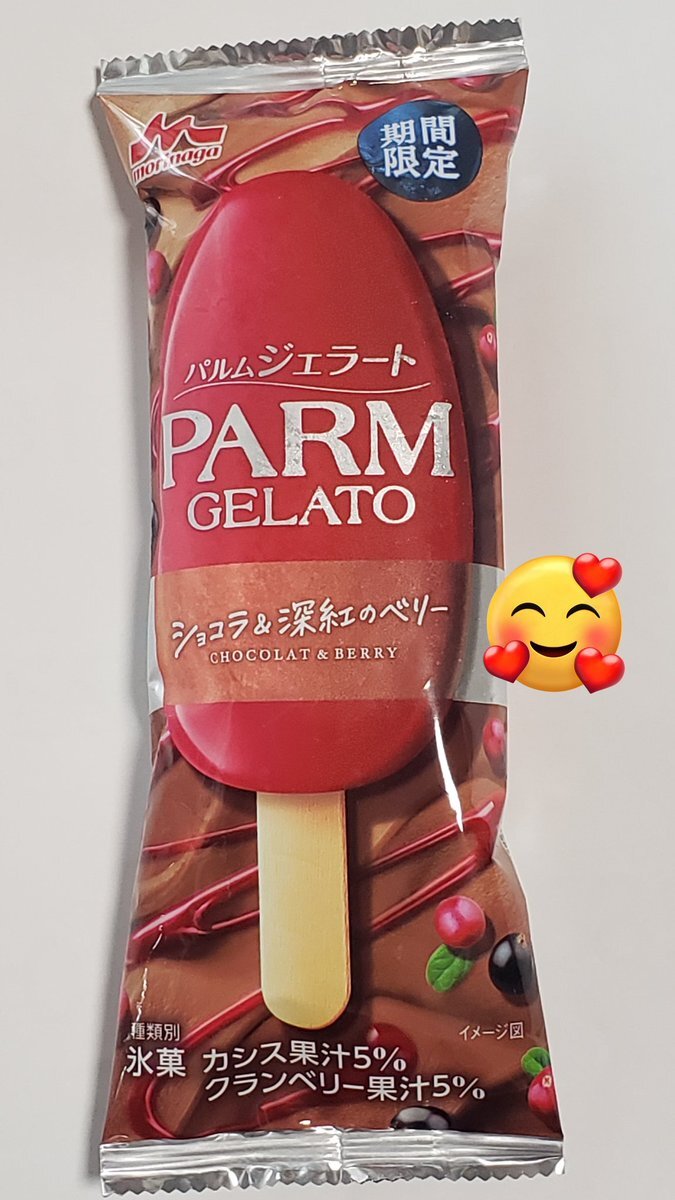 morinaga
期間
限定
パルムジェラート
PARM
GELATO
ショコラ&深紅のベリー
CHOCOLAT & BERRY
種類別
氷菓
カシス果汁5%
クランベリー果汁5%
イメージ図